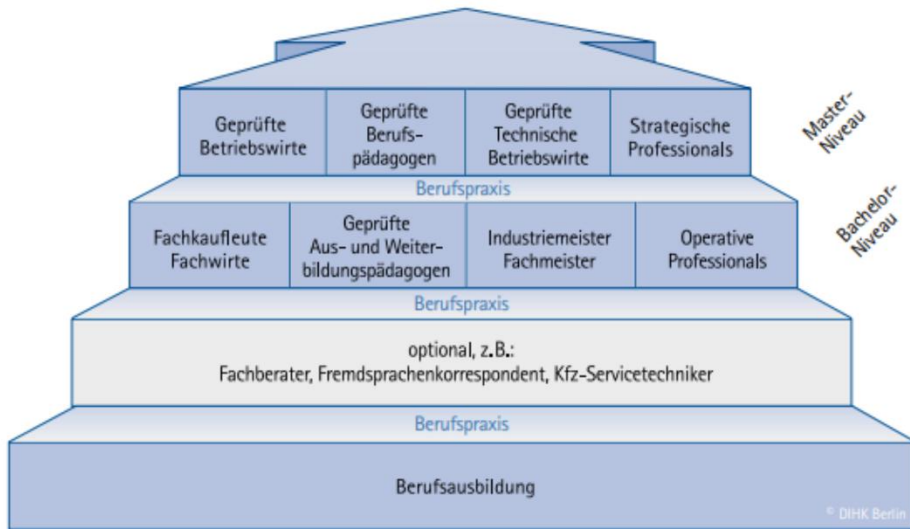 Geprüfte
Betriebswirte
Geprüfte
Berufs-
pädagogen
Geprüfte
Technische
Betriebswirte
Strategische
Professionals
Master-
Niveau
Berufspraxis
Fachkaufleute
Fachwirte
Geprüfte
Aus- und Weiter-
bildungspädagogen
Industriemeister
Fachmeister
Operative
Professionals
Bachelor-
Niveau
Berufspraxis
optional, z.B.:
Fachberater, Fremdsprachenkorrespondent, Kfz-Servicetechniker
Berufspraxis
Berufsausbildung
© DIHK Berlin